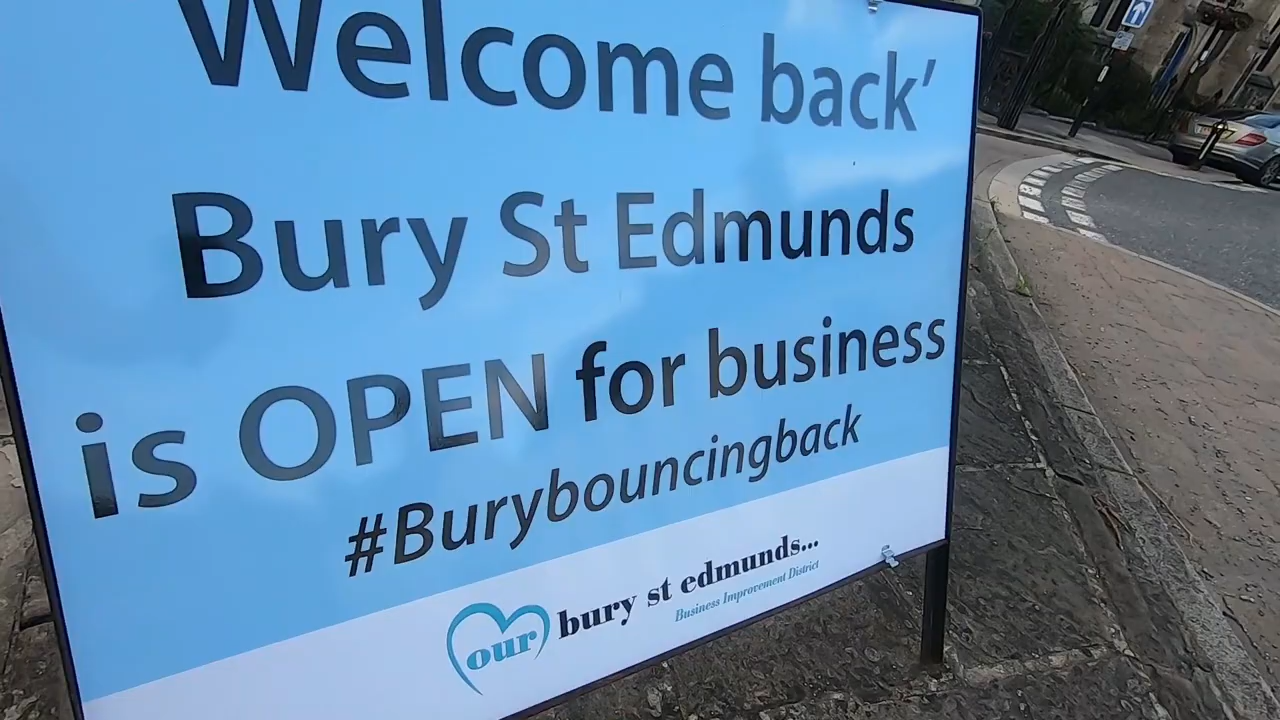 Welcome back'
Bury St Edmunds
is OPEN for business
#Burybouncingback
our bury st edmunds...
Business Improvement District